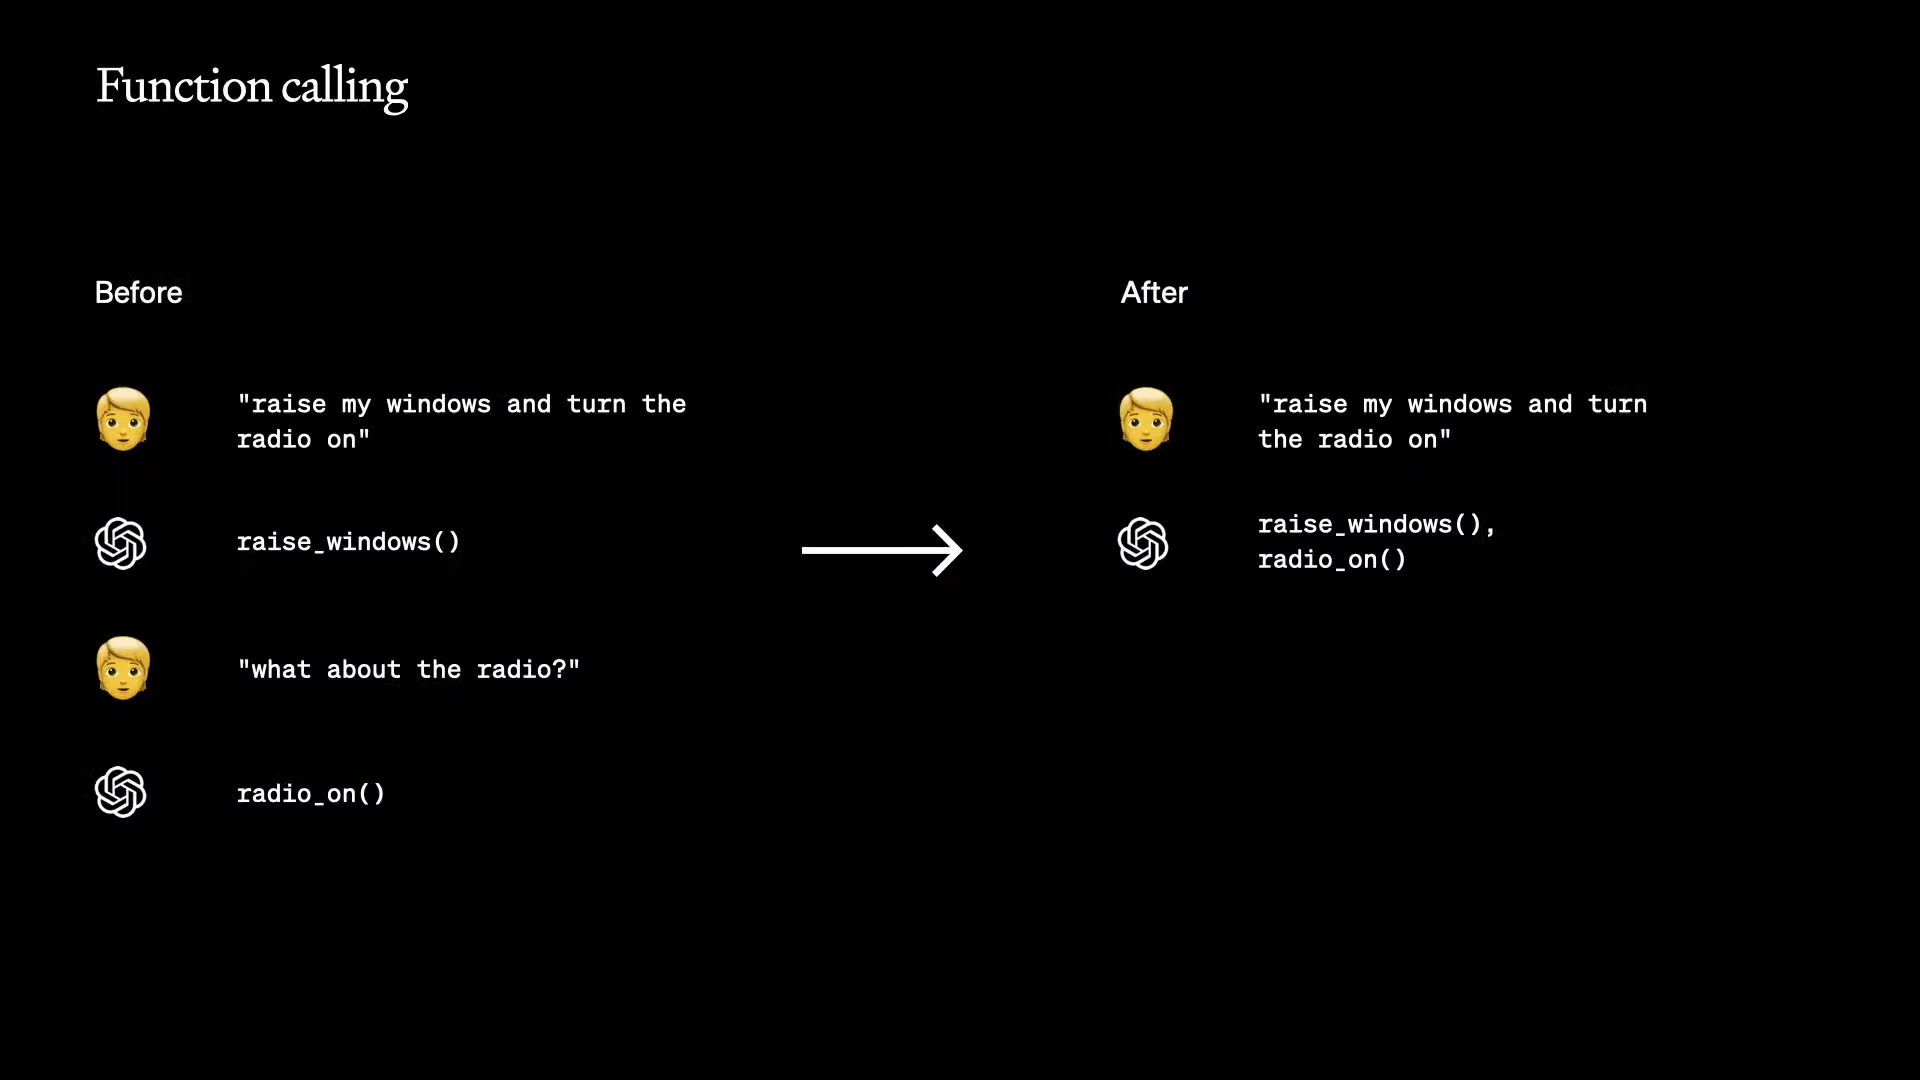 Function calling
Before
"raise my windows and turn the
radio on"
raise_windows()
"what about the radio?"
radio_on()
After
"raise my windows and turn
the radio on"
raise_windows(),
radio_on()